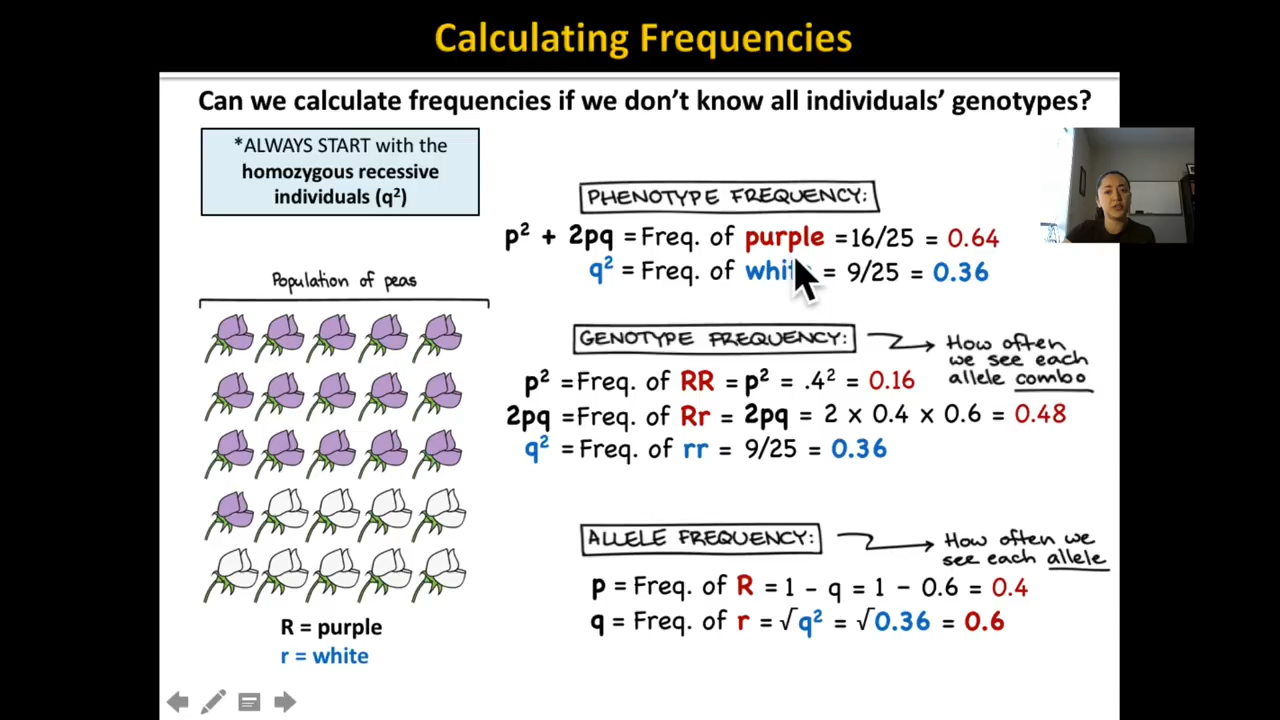 Calculating Frequencies
Can we calculate frequencies if we don't know all individuals' genotypes?
*ALWAYS START with the
homozygous recessive
individuals (q²)
Population of peas
R = purple
r = white
PHENOTYPE FREQUENCY:
p² + 2pq = Freq. of purple = 16/25 = 0.64
q² = Freq. of = 9/25 = 0.36
GENOTYPE FREQUENCY:
How often
we see each
allele combo
p² = Freq. of RR = p² = .4² = 0.16
2pq = Freq. of Rr = 2pq = 2 x 0.4 x 0.6 = 0.48
q² = Freq. of rr = 9/25 = 0.36
ALLELE FREQUENCY:
How often we
see each allele
p = Freq. of R = 1 - q = 1 - 0.6 = 0.4
q = Freq. of r = √q² = √0.36 = 0.6